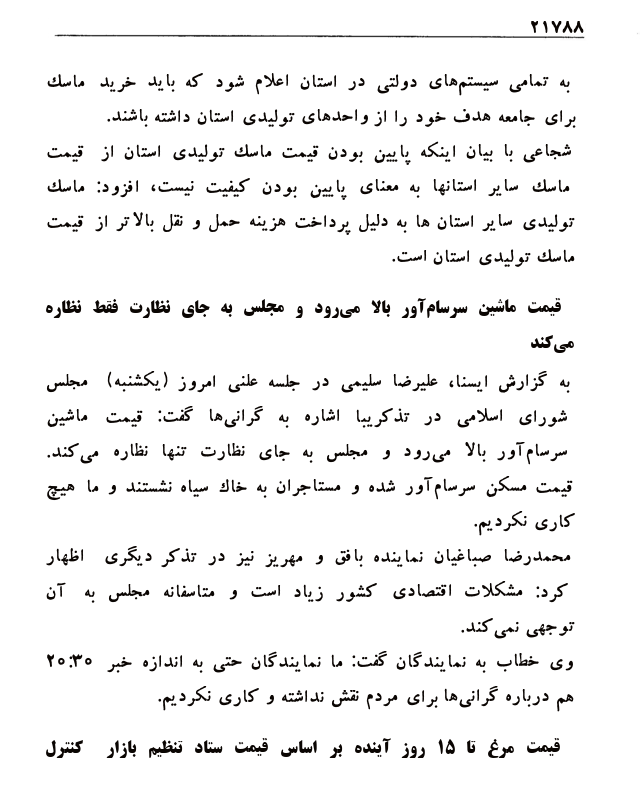 ۲۱۷۸۸
به تمامی سیستم‌های دولتی در استان اعلام شود که باید خرید ماسك
برای جامعه هدف خود را از واحدهای تولیدی استان داشته باشند.
شجاعی با بیان اینکه پایین بودن قیمت ماسك تولیدی استان از قیمت
ماسك سایر استانها به معنای پایین بودن کیفیت نیست، افزود: ماسك
تولیدی سایر استان ها به دلیل پرداخت هزینه حمل و نقل بالاتر از قیمت
ماسك تولیدی استان است.
قیمت ماشین سرسام‌آور بالا می‌رود و مجلس به جای نظارت فقط نظاره
می‌کند
به گزارش ایسنا، علیرضا سلیمی در جلسه علنی امروز (یکشنبه) مجلس
شورای اسلامی در تذکریبا اشاره به گرانی‌ها گفت: قیمت ماشین
سرسام‌آور بالا می‌رود و مجلس به جای نظارت تنها نظاره می‌کند.
قیمت مسکن سرسام‌آور شده و مستاجران به خاك سیاه نشستند و ما هیچ
کاری نکردیم.
محمدرضا صباغیان نماینده بافق و مهریز نیز در تذکر دیگری اظهار
کرد: مشکلات اقتصادی کشور زیاد است و متاسفانه مجلس به آن
توجهی نمی‌کند.
وی خطاب به نمایندگان گفت: ما نمایندگان حتی به اندازه خبر ۲۰:۳۰
هم درباره گرانی‌ها برای مردم نقش نداشته و کاری نکردیم.
قیمت مرغ تا ۱۵ روز آینده بر اساس قیمت ستاد تنظیم بازار کنترل